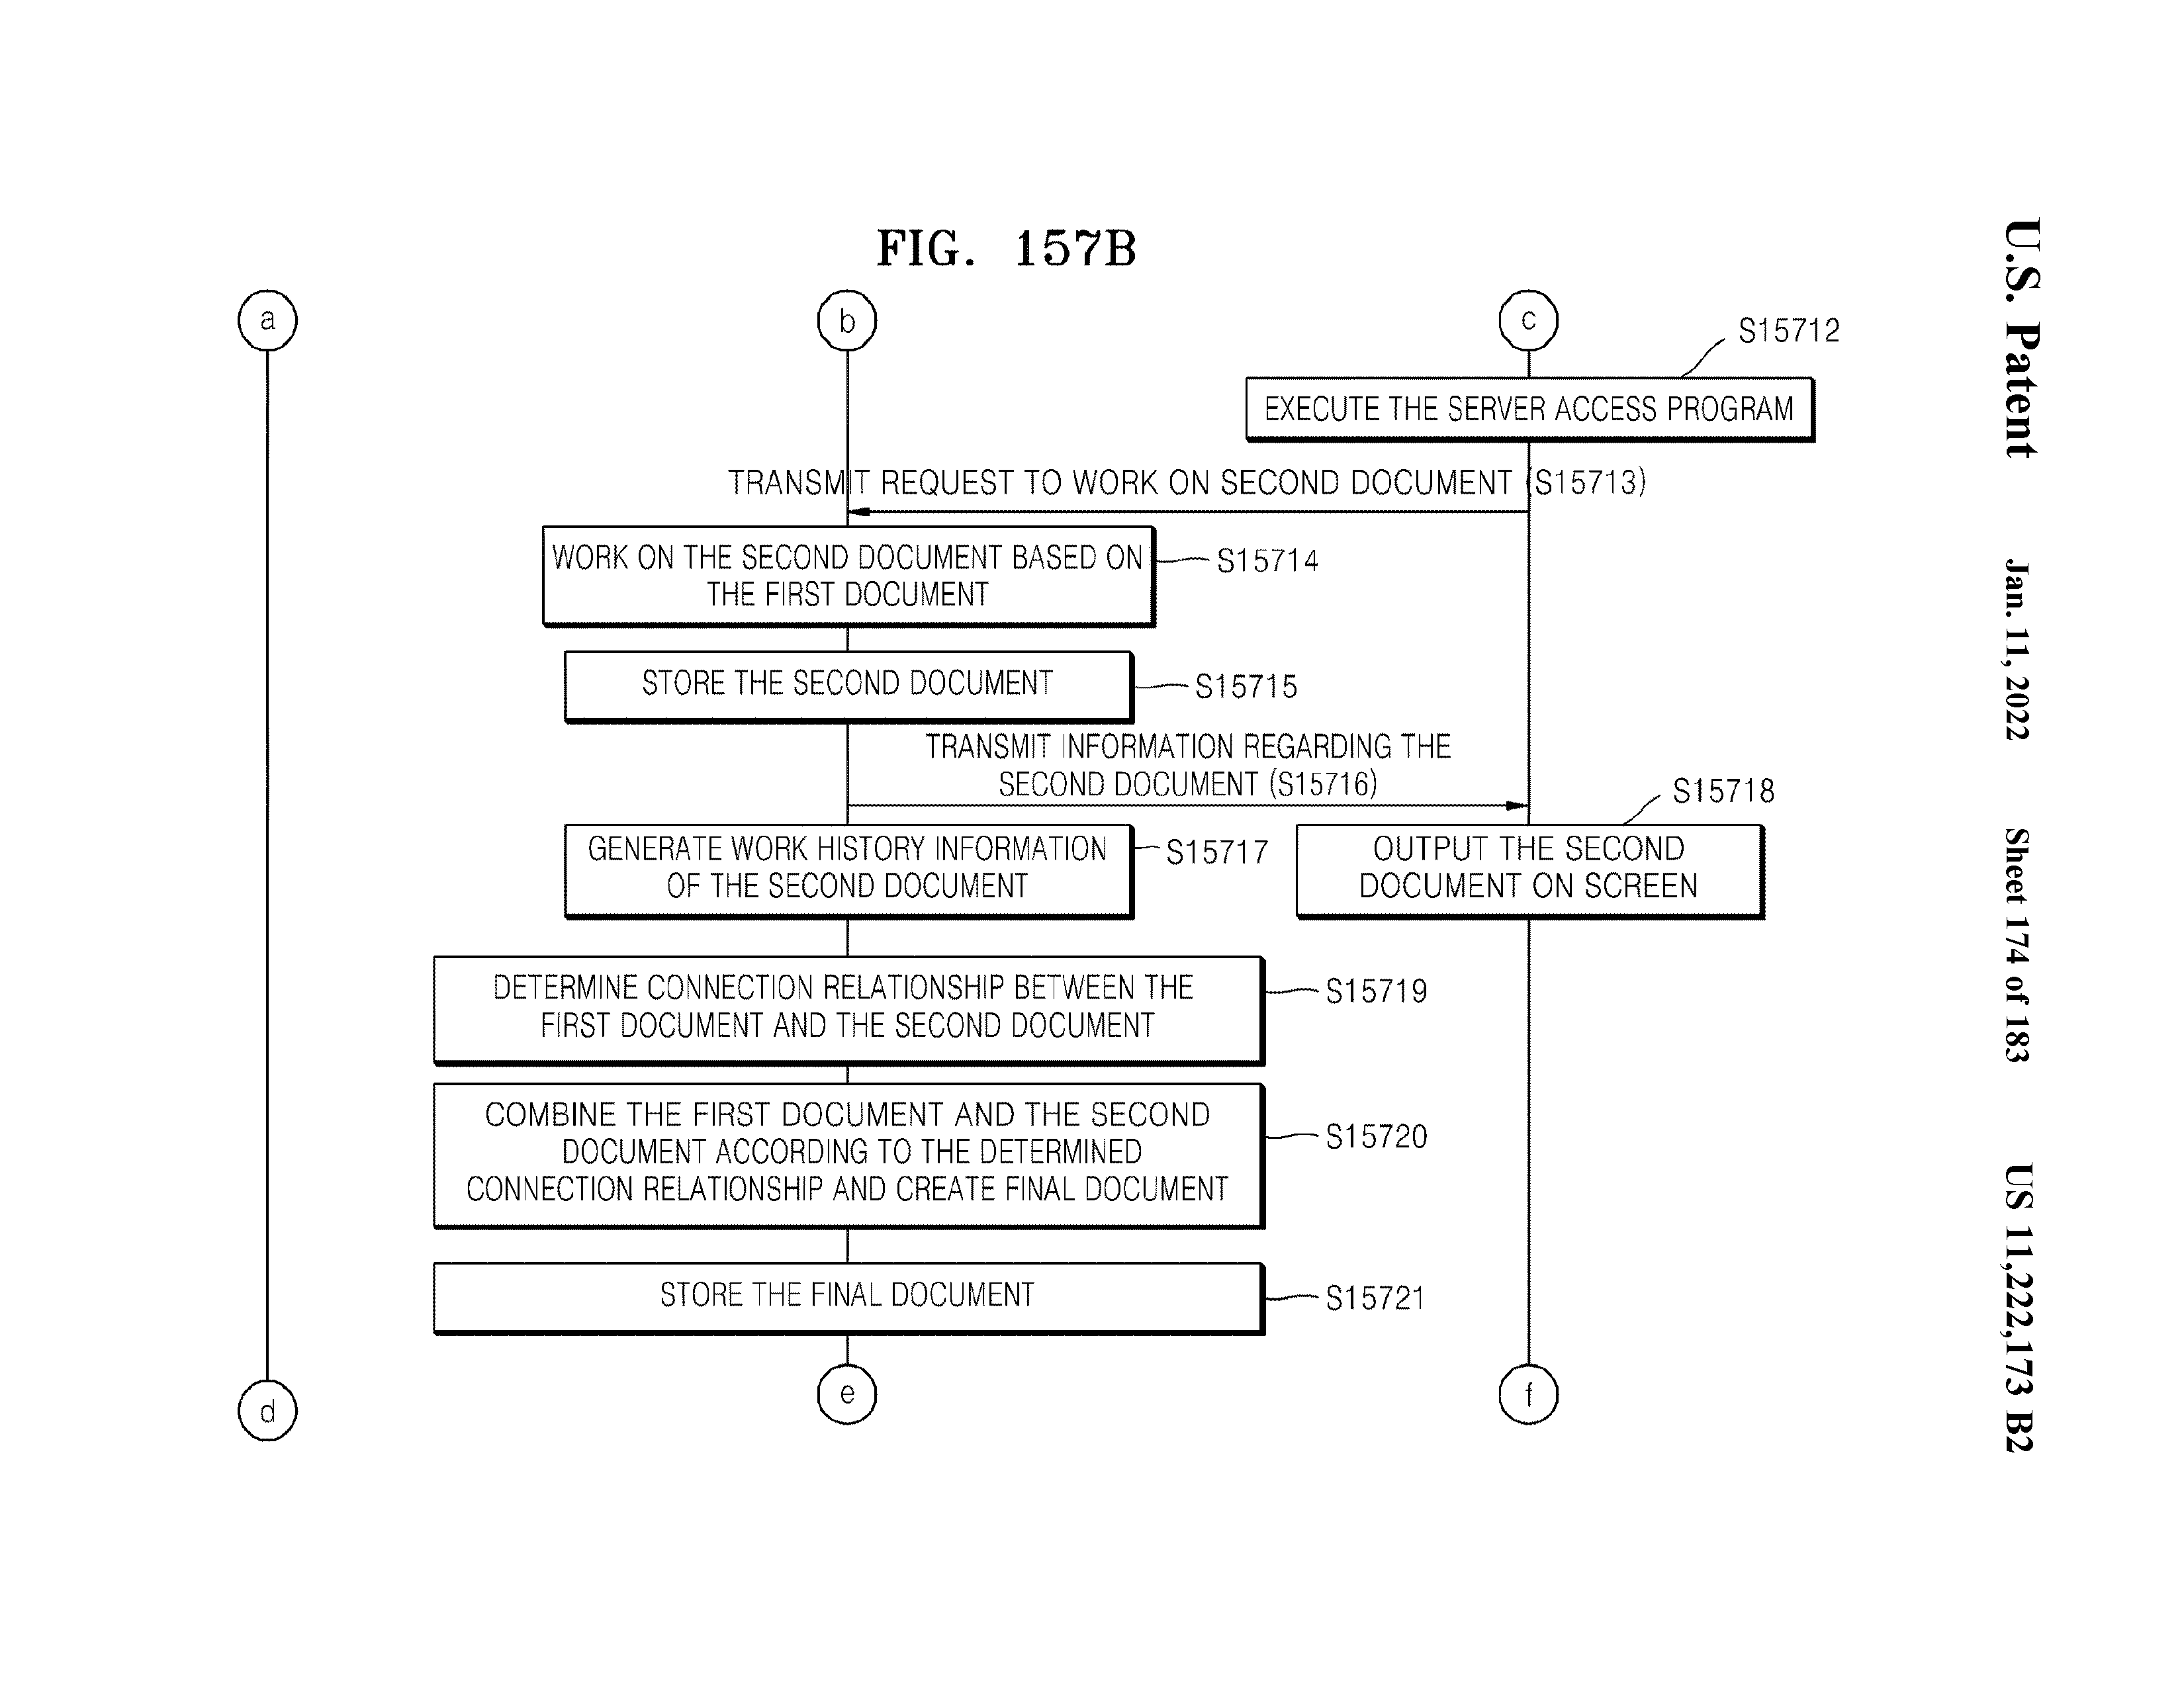 U.S. Patent Jan. 11, 2022 Sheet 174 of 183 US 11,222,173 B2
FIG. 157B
a
b
c
S15712
EXECUTE THE SERVER ACCESS PROGRAM
TRANSMIT REQUEST TO WORK ON SECOND DOCUMENT (S15713)
WORK ON THE SECOND DOCUMENT BASED ON
THE FIRST DOCUMENT
S15714
STORE THE SECOND DOCUMENT
S15715
TRANSMIT INFORMATION REGARDING THE
SECOND DOCUMENT (S15716)
GENERATE WORK HISTORY INFORMATION
OF THE SECOND DOCUMENT
S15717
S15718
OUTPUT THE SECOND
DOCUMENT ON SCREEN
DETERMINE CONNECTION RELATIONSHIP BETWEEN THE
FIRST DOCUMENT AND THE SECOND DOCUMENT
S15719
COMBINE THE FIRST DOCUMENT AND THE SECOND
DOCUMENT ACCORDING TO THE DETERMINED
CONNECTION RELATIONSHIP AND CREATE FINAL DOCUMENT
S15720
STORE THE FINAL DOCUMENT
S15721
d
e
f